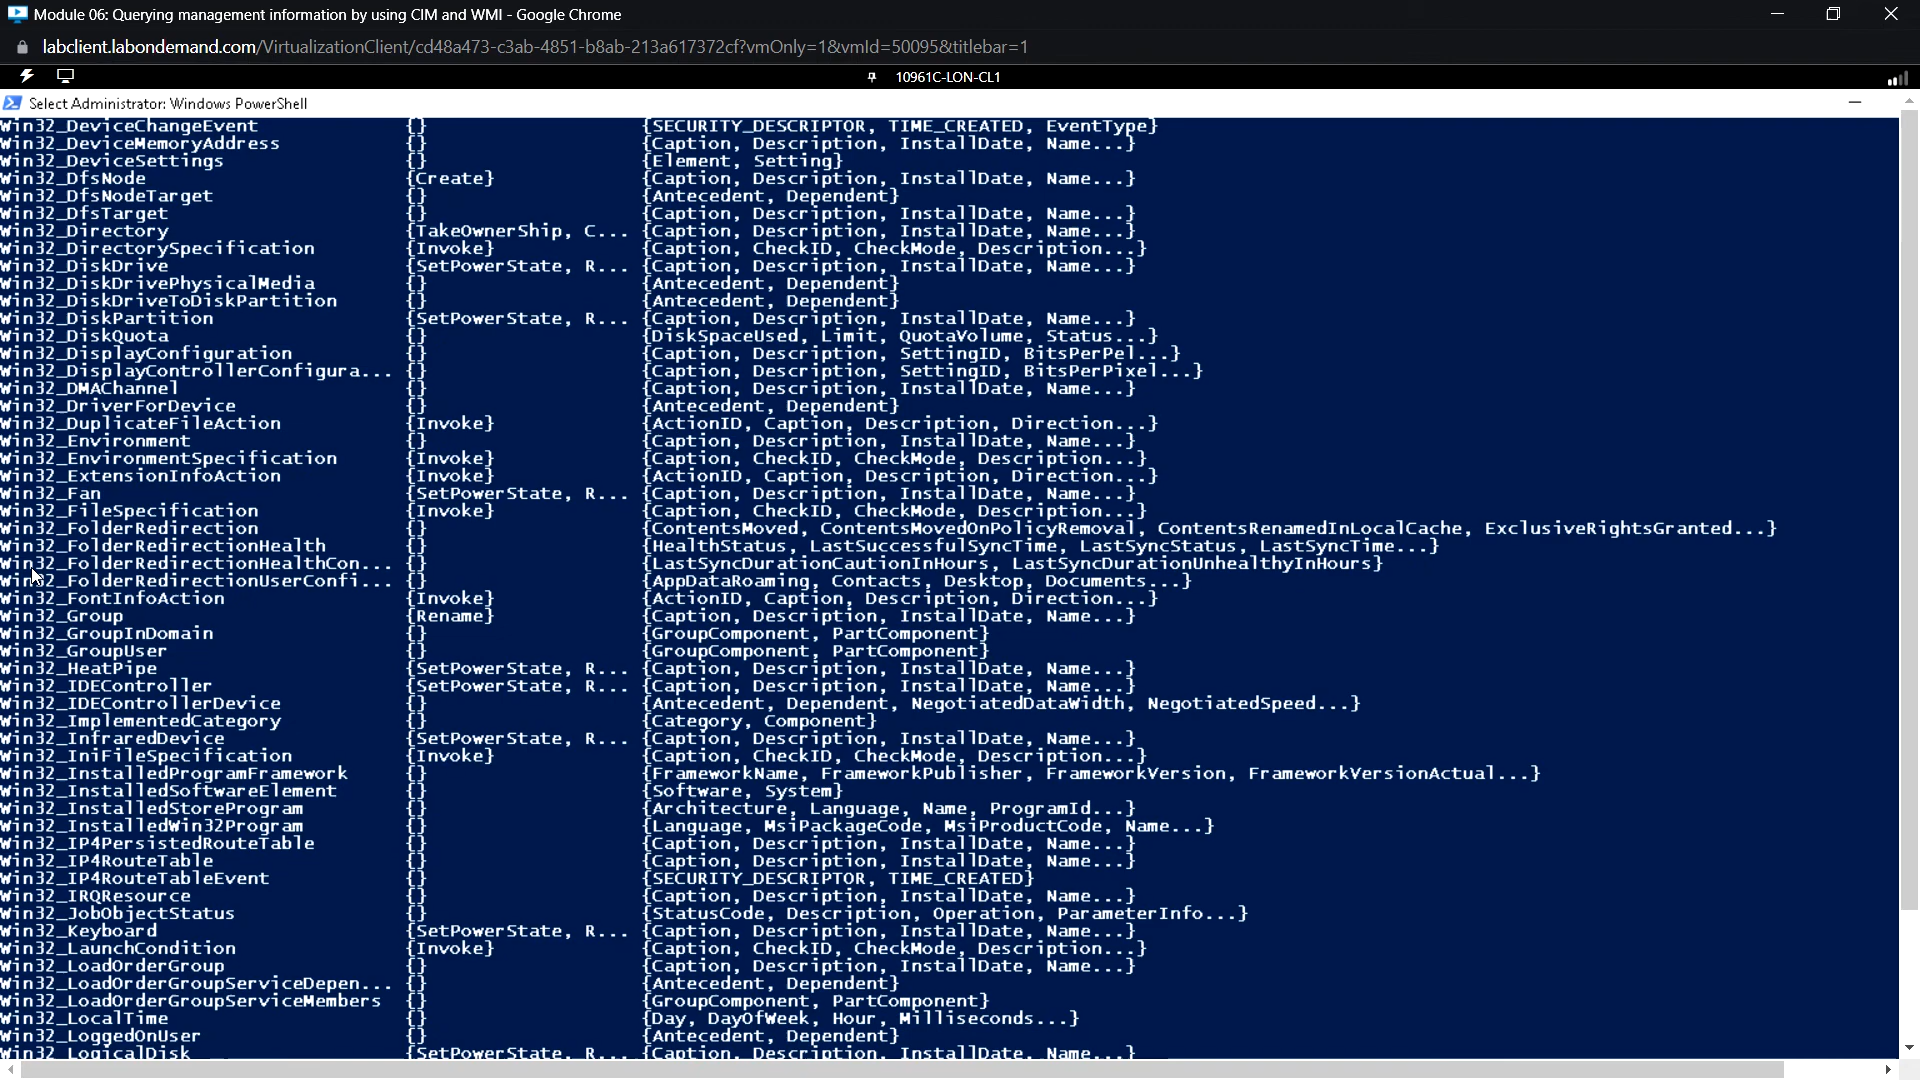 Module 06: Querying management information by using CIM and WMI - Google Chrome
labclient.labondemand.com/VirtualizationClient/cd48a473-c3ab-4851-b8ab-213a617372cf?vmOnly=1&vmId=50095&titlebar=1
10961C-LON-CL1
Select Administrator: Windows PowerShell
Win32_DeviceChangeEvent {} {SECURITY_DESCRIPTOR, TIME_CREATED, EventType}
Win32_DeviceMemoryAddress {} {Caption, Description, InstallDate, Name...}
Win32_DeviceSettings {} {Element, Setting}
Win32_DfsNode {Create} {Caption, Description, InstallDate, Name...}
Win32_DfsNodeTarget {} {Antecedent, Dependent}
Win32_DfsTarget {} {Caption, Description, InstallDate, Name...}
Win32_Directory {TakeOwnerShip, C... {Caption, Description, InstallDate, Name...}
Win32_DirectorySpecification {Invoke} {Caption, CheckID, CheckMode, Description...}
Win32_DiskDrive {SetPowerState, R... {Caption, Description, InstallDate, Name...}
Win32_DiskDrivePhysicalMedia {} {Antecedent, Dependent}
Win32_DiskDriveToDiskPartition {} {Antecedent, Dependent}
Win32_DiskPartition {SetPowerState, R... {Caption, Description, InstallDate, Name...}
Win32_DiskQuota {} {DiskSpaceUsed, Limit, QuotaVolume, Status...}
Win32_DisplayConfiguration {} {Caption, Description, SettingID, BitsPerPel...}
Win32_DisplayControllerConfigura... {} {Caption, Description, SettingID, BitsPerPixel...}
Win32_DMAChannel {} {Caption, Description, InstallDate, Name...}
Win32_DriverForDevice {} {Antecedent, Dependent}
Win32_DuplicateFileAction {Invoke} {ActionID, Caption, Description, Direction...}
Win32_Environment {} {Caption, Description, InstallDate, Name...}
Win32_EnvironmentSpecification {Invoke} {Caption, CheckID, CheckMode, Description...}
Win32_ExtensionInfoAction {Invoke} {ActionID, Caption, Description, Direction...}
Win32_Fan {SetPowerState, R... {Caption, Description, InstallDate, Name...}
Win32_FileSpecification {Invoke} {Caption, CheckID, CheckMode, Description...}
Win32_FolderRedirection {} {ContentsMoved, ContentsMovedOnPolicyRemoval, ContentsRenamedInLocalCache, ExclusiveRightsGranted...}
Win32_FolderRedirectionHealth {} {HealthStatus, LastSuccessfulSyncTime, LastSyncStatus, LastSyncTime...}
Win32_FolderRedirectionHealthCon... {} {LastSyncDurationCautionInHours, LastSyncDurationUnhealthyInHours}
Win32_FolderRedirectionUserConfi... {} {AppDataRoaming, Contacts, Desktop, Documents...}
Win32_FontInfoAction {Invoke} {ActionID, Caption, Description, Direction...}
Win32_Group {Rename} {Caption, Description, InstallDate, Name...}
Win32_GroupInDomain {} {GroupComponent, PartComponent}
Win32_GroupUser {} {GroupComponent, PartComponent}
Win32_HeatPipe {SetPowerState, R... {Caption, Description, InstallDate, Name...}
Win32_IDEController {SetPowerState, R... {Caption, Description, InstallDate, Name...}
Win32_IDEControllerDevice {} {Antecedent, Dependent, NegotiatedDataWidth, NegotiatedSpeed...}
Win32_ImplementedCategory {} {Category, Component}
Win32_InfraredDevice {SetPowerState, R... {Caption, Description, InstallDate, Name...}
Win32_IniFileSpecification {Invoke} {Caption, CheckID, CheckMode, Description...}
Win32_InstalledProgramFramework {} {FrameworkName, FrameworkPublisher, FrameworkVersion, FrameworkVersionActual...}
Win32_InstalledSoftwareElement {} {Software, System}
Win32_InstalledStoreProgram {} {Architecture, Language, Name, ProgramId...}
Win32_InstalledWin32Program {} {Language, MsiPackageCode, MsiProductCode, Name...}
Win32_IP4PersistedRouteTable {} {Caption, Description, InstallDate, Name...}
Win32_IP4RouteTable {} {Caption, Description, InstallDate, Name...}
Win32_IP4RouteTableEvent {} {SECURITY_DESCRIPTOR, TIME_CREATED}
Win32_IRQResource {} {Caption, Description, InstallDate, Name...}
Win32_JobObjectStatus {} {StatusCode, Description, Operation, ParameterInfo...}
Win32_Keyboard {SetPowerState, R... {Caption, Description, InstallDate, Name...}
Win32_LaunchCondition {Invoke} {Caption, CheckID, CheckMode, Description...}
Win32_LoadOrderGroup {} {Caption, Description, InstallDate, Name...}
Win32_LoadOrderGroupServiceDepen... {} {Antecedent, Dependent}
Win32_LoadOrderGroupServiceMembers {} {GroupComponent, PartComponent}
Win32_LocalTime {} {Day, DayOfWeek, Hour, Milliseconds...}
Win32_LoggedOnUser {} {Antecedent, Dependent}
Win32_LogicalDisk {SetPowerState, R... {Caption, Description, InstallDate, Name...}